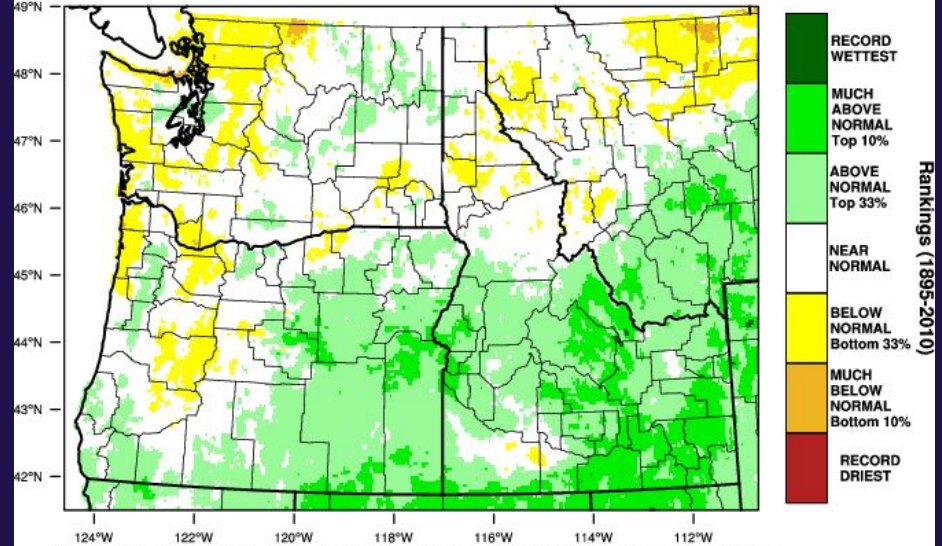 49°N
48°N
47°N
46°N
45°N
44°N
43°N
42°N
124°W 122°W 120°W 118°W 116°W 114°W 112°W
RECORD
WETTEST
MUCH
ABOVE
NORMAL
Top 10%
ABOVE
NORMAL
Top 33%
NEAR
NORMAL
BELOW
NORMAL
Bottom 33%
MUCH
BELOW
NORMAL
Bottom 10%
RECORD
DRIEST
Rankings (1895-2010)